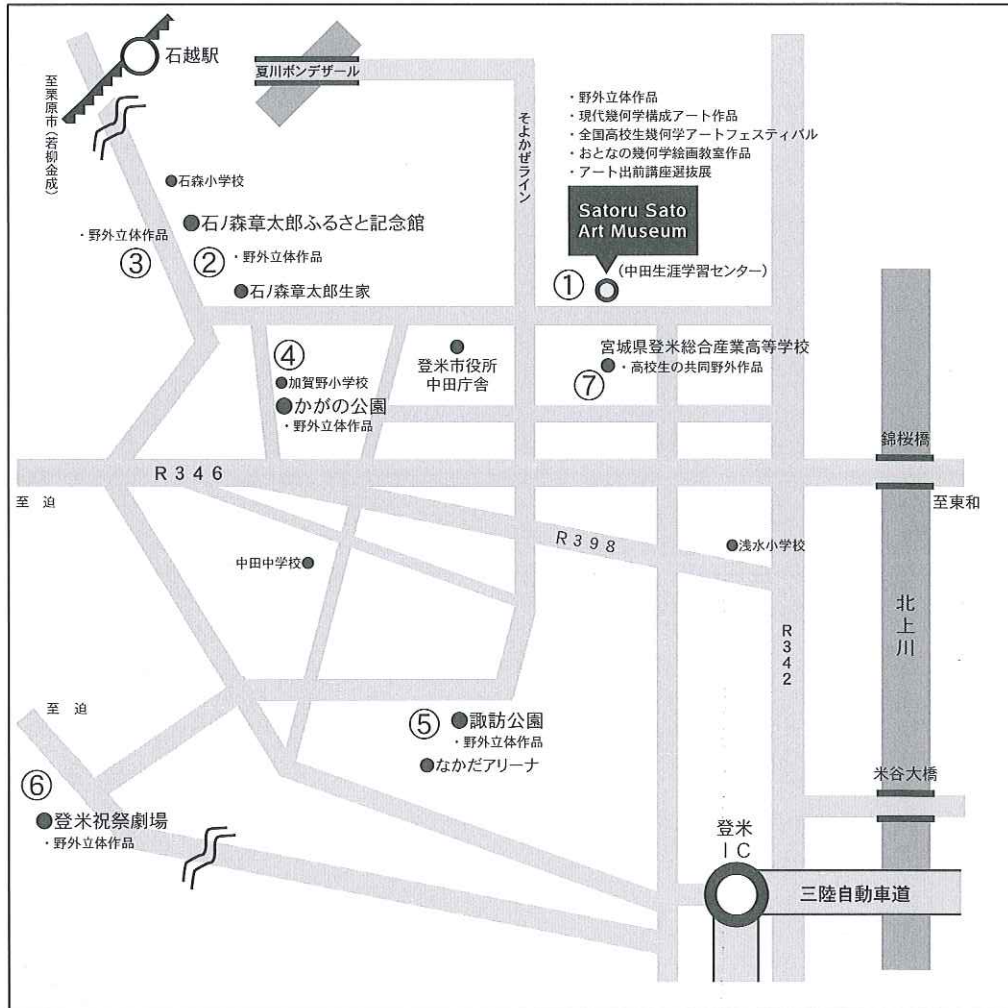 石越駅
夏川ボンデザール
至栗原市(若柳金成)
そよかぜライン
・野外立体作品
・現代幾何学構成アート作品
・全国高校生幾何学アートフェスティバル
・おとなの幾何学絵画教室作品
・アート出前講座選抜展
Satoru Sato
Art Museum
①
(中田生涯学習センター)
石森小学校
石ノ森章太郎ふるさと記念館
・野外立体作品
③
②
・野外立体作品
石ノ森章太郎生家
④
加賀野小学校
かがの公園
・野外立体作品
登米市役所
中田庁舎
宮城県登米総合産業高等学校
⑦
・高校生の共同野外作品
錦桜橋
R346
至 迫
至東和
R398
浅水小学校
中田中学校
北上川
R342
至 迫
⑤
諏訪公園
・野外立体作品
なかだアリーナ
米谷大橋
⑥
登米祝祭劇場
・野外立体作品
登米
IC
三陸自動車道